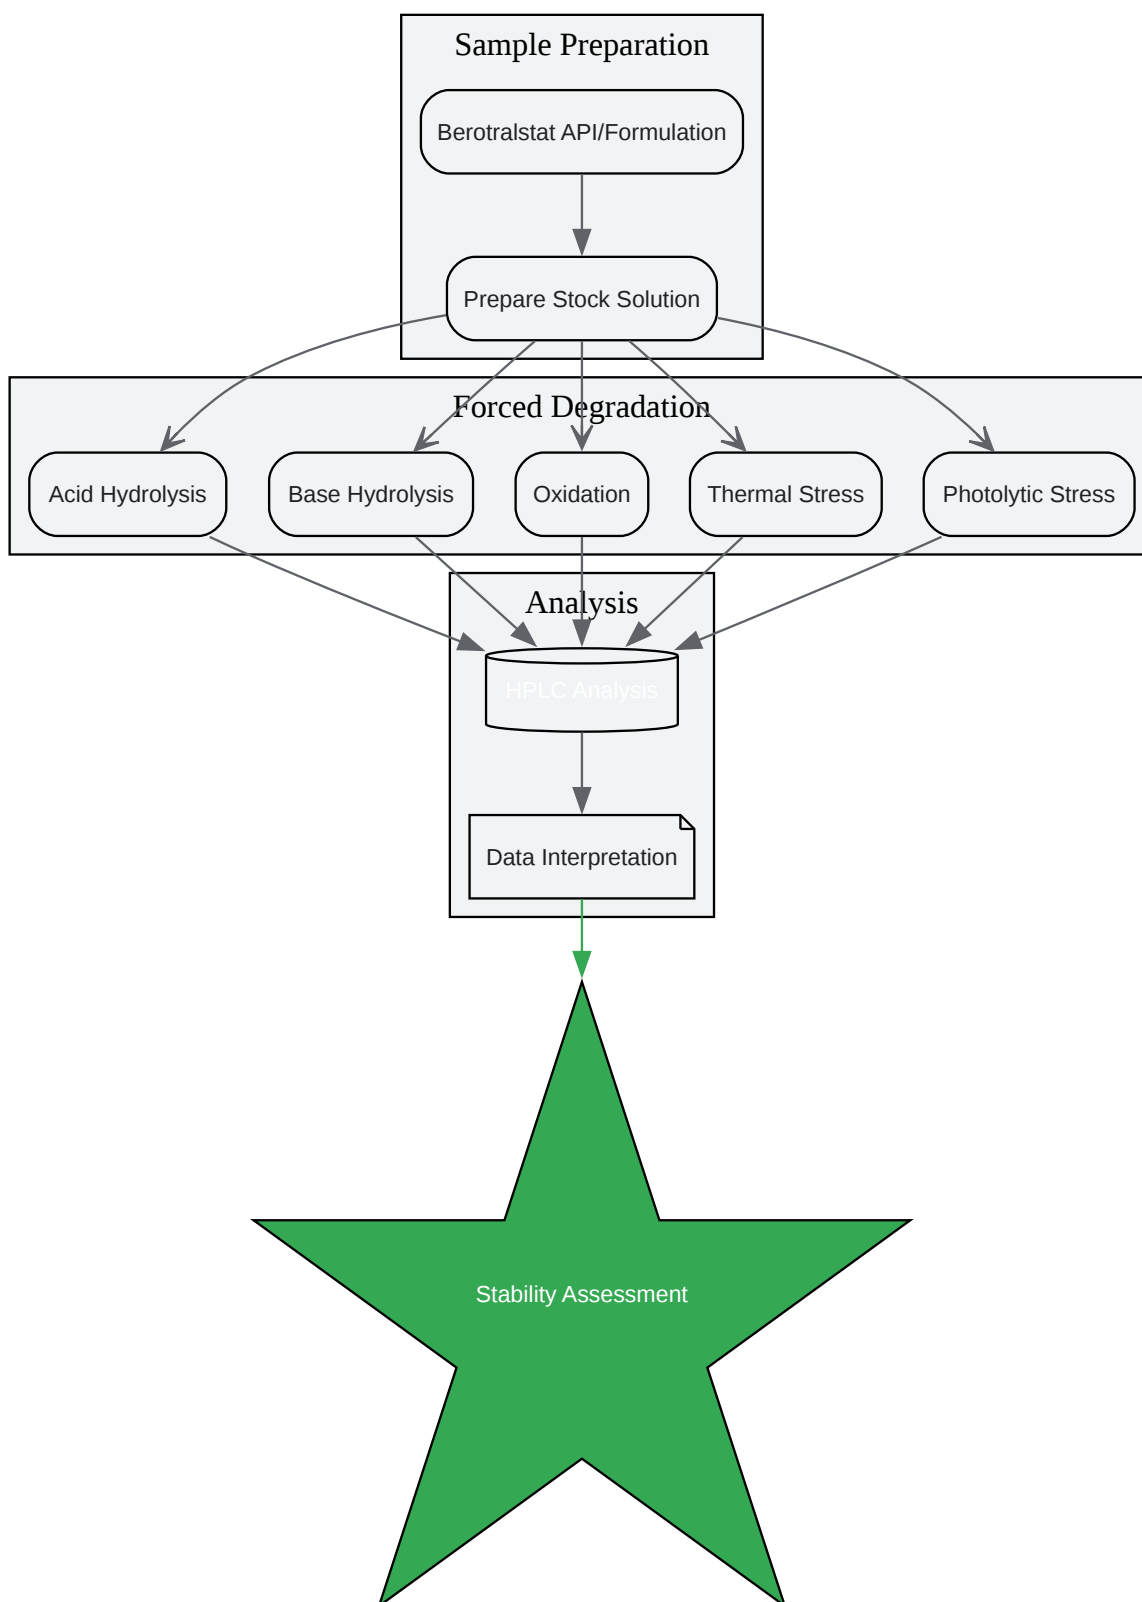 Sample Preparation
Berotralstat API/Formulation
Prepare Stock Solution
Forced Degradation
Acid Hydrolysis
Base Hydrolysis
Oxidation
Thermal Stress
Photolytic Stress
Analysis
HPLC Analysis
Data Interpretation
Stability Assessment